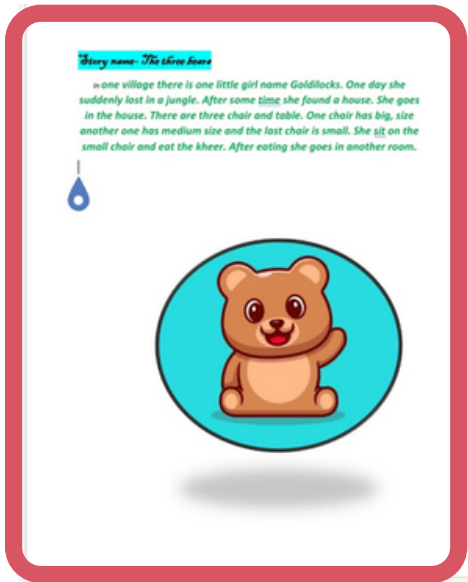 Story name- The three bears
In one village there is one little girl name Goldilocks. One day she
suddenly lost in a jungle. After some time she found a house. She goes
in the house. There are three chair and table. One chair has big, size
another one has medium size and the last chair is small. She sit on the
small chair and eat the kheer. After eating she goes in another room.